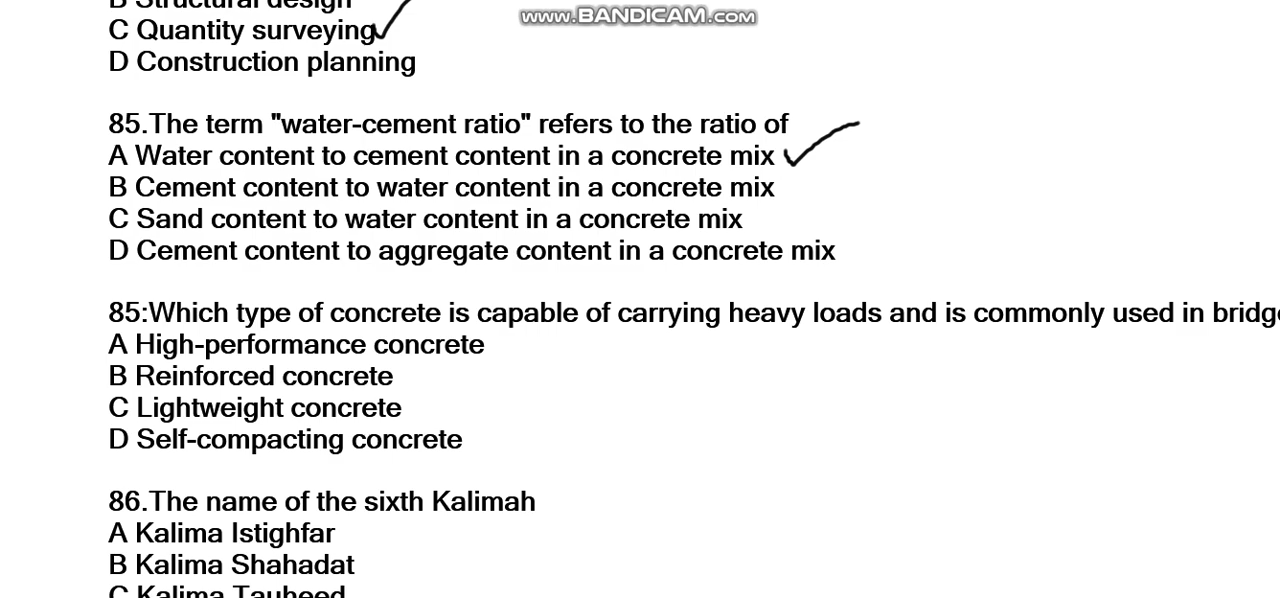 B Structural design
www.BANDICAM.com
C Quantity surveying
D Construction planning
85.The term "water-cement ratio" refers to the ratio of
A Water content to cement content in a concrete mix
B Cement content to water content in a concrete mix
C Sand content to water content in a concrete mix
D Cement content to aggregate content in a concrete mix
85:Which type of concrete is capable of carrying heavy loads and is commonly used in bridg
A High-performance concrete
B Reinforced concrete
C Lightweight concrete
D Self-compacting concrete
86.The name of the sixth Kalimah
A Kalima Istighfar
B Kalima Shahadat
C Kalima Tauheed